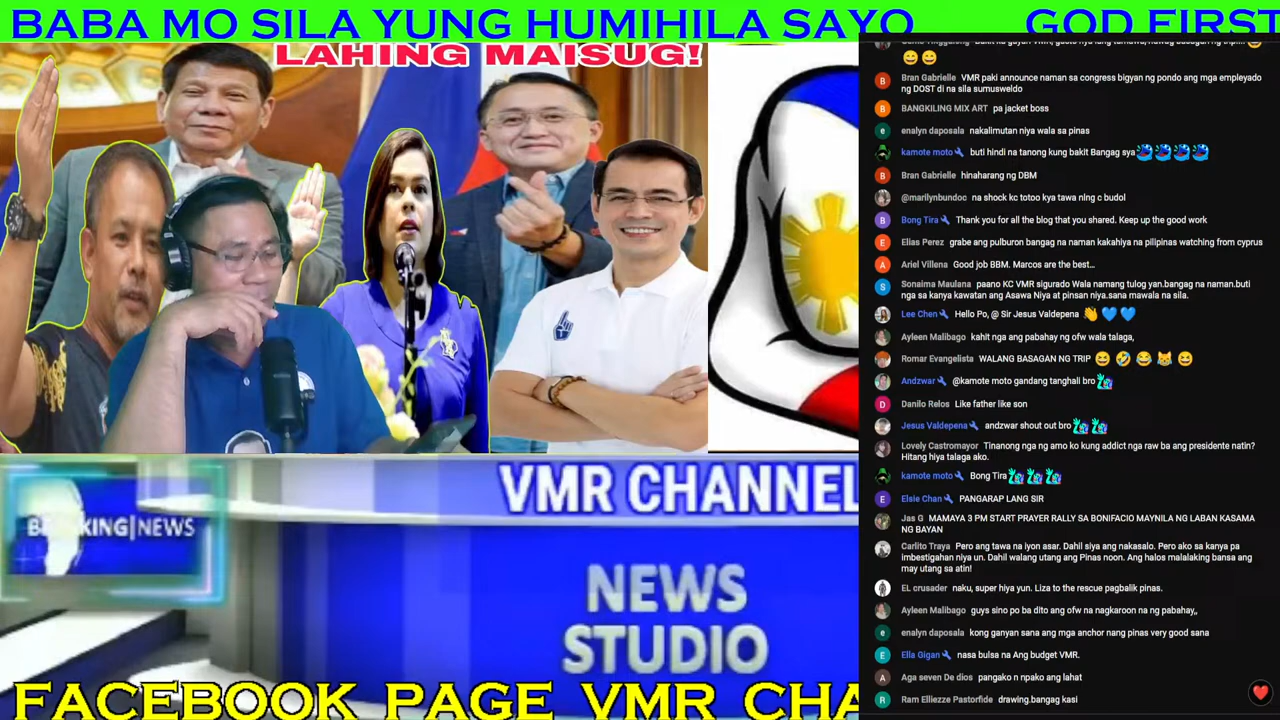 BABA MO SILA YUNG HUMIHILA SAYO GOD FIRST
LAHING MAISUG!
VMR CHANNEL
NEWS
NEWS
STUDIO
FACEBOOK PAGE VMR CHA
Bran Gabrielle VMR paki announce naman sa congress bigyan ng pondo ang mga empleyado
ng DOST di na sila sumusweldo
BANGKILING MIX ART pa jacket boss
enalyn daposala nakalimutan niya wala sa pinas
kamote moto buti hindi na tanong kung bakit Bangag sya
Bran Gabrielle hinaharang ng DBM
@marilynbundoc na shock kc totoo kya tawa ning c budol
Bong Tira Thank you for all the blog that you shared. Keep up the good work
Elias Perez grabe ang pulburon bangag na naman kakahiya na pilipinas watching from cyprus
Ariel Villena Good job BBM. Marcos are the best...
Sonaima Maulana paano KC VMR sigurado Wala namang tulog yan.bangag na naman.buti
nga sa kanya kawatan ang Asawa Niya at pinsan niya.sana mawala na sila.
Lee Chen Hello Po, @ Sir Jesus Valdepena 👋 💙 💙
Ayleen Malibago kahit nga ang pabahay ng ofw wala talaga,
Romar Evangelista WALANG BASAGAN NG TRIP 😄 🤣 😂 😹 😆
Andzwar @kamote moto gandang tanghali bro
Danilo Relos Like father like son
Jesus Valdepena andzwar shout out bro
Lovely Castromayor Tinanong nga ng amo ko kung addict nga raw ba ang presidente natin?
Hitang hiya talaga ako.
kamote moto Bong Tira
Elsie Chan PANGARAP LANG SIR
Jas G MAMAYA 3 PM START PRAYER RALLY SA BONIFACIO MAYNILA NG LABAN KASAMA
NG BAYAN
Carlito Traya Pero ang tawa na iyon asar. Dahil siya ang nakasalo. Pero ako sa kanya pa
imbestigahan niya un. Dahil walang utang ang Pinas noon. Ang halos malalaking bansa ang
may utang sa atin!
EL crusader naku, super hiya yun. Liza to the rescue pagbalik pinas.
Ayleen Malibago guys sino po ba dito ang ofw na nagkaroon na ng pabahay,,
enalyn daposala kong ganyan sana ang mga anchor nang pinas very good sana
Ella Gigan nasa bulsa na Ang budget VMR.
Aga seven De dios pangako n npako ang lahat
Ram Elliezze Pastorfide drawing.bangag kasi